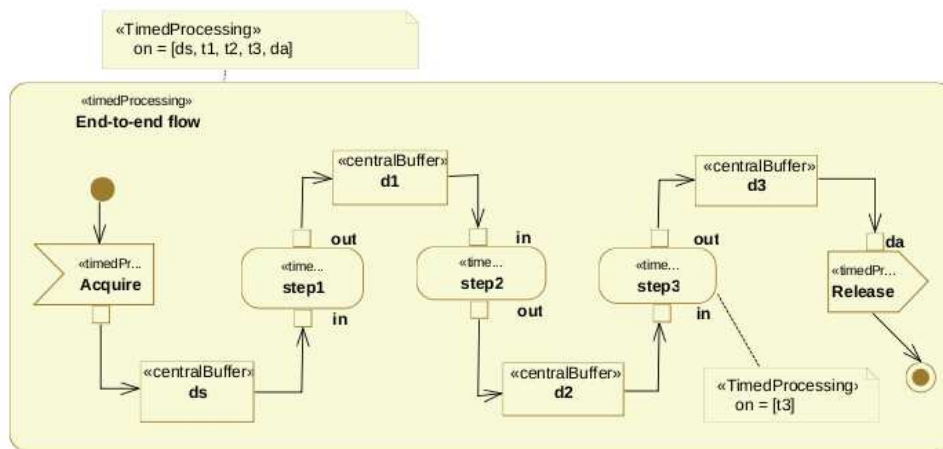 «TimedProcessing»
on = [ds, t1, t2, t3, da]
«timedProcessing»
End-to-end flow
«centralBuffer»
d1
«centralBuffer»
d3
out
in
out
da
«timedPr...
Acquire
«time...
step1
«time...
step2
«time...
step3
«timedPr...
Release
in
out
in
«centralBuffer»
ds
«centralBuffer»
d2
«TimedProcessing»
on = [t3]